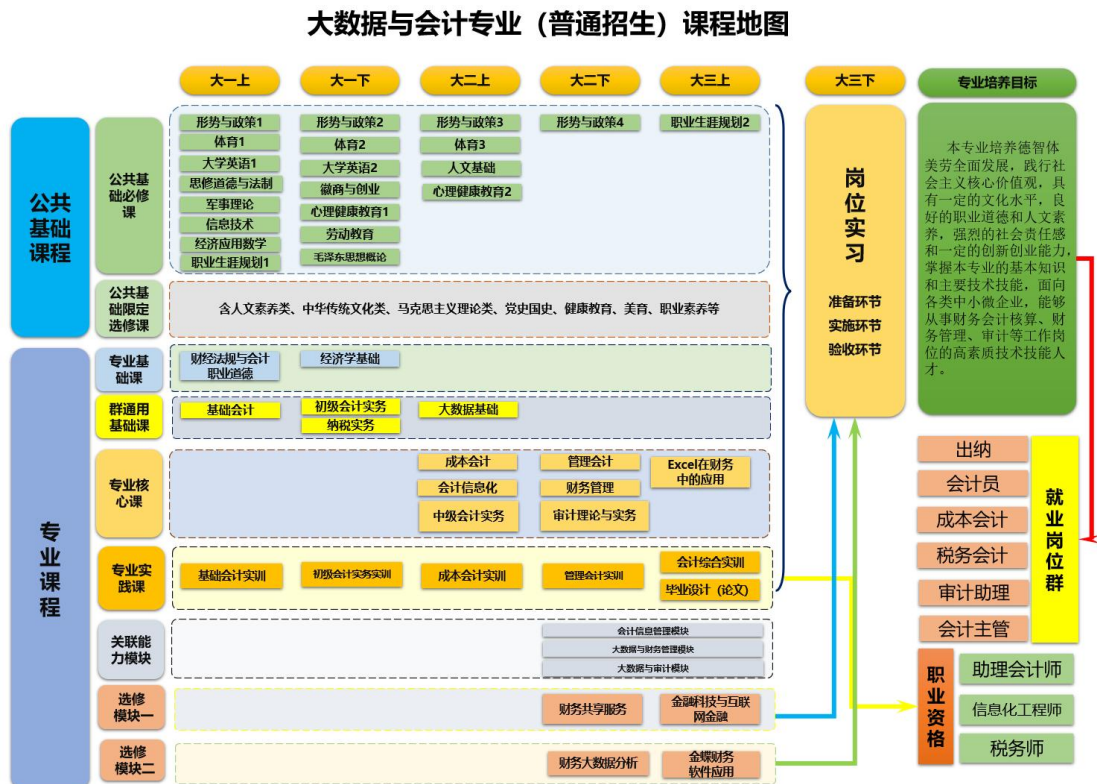 大数据与会计专业（普通招生）课程地图
大一上
大一下
大二上
大二下
大三上
大三下
专业培养目标
公共
基础
课程
公共基
础必修
课
形势与政策1
体育1
大学英语1
思修道德与法制
军事理论
信息技术
经济应用数学
职业生涯规划1
形势与政策2
体育2
大学英语2
徽商与创业
心理健康教育1
劳动教育
毛泽东思想概论
形势与政策3
体育3
人文基础
心理健康教育2
形势与政策4
职业生涯规划2
公共基
础限定
选修课
含人文素养类、中华传统文化类、马克思主义理论类、党史国史、健康教育、美育、职业素养等
专业课程
专业基
础课
财经法规与会计
职业道德
经济学基础
群通用
基础课
基础会计
初级会计实务
纳税实务
大数据基础
专业核
心课
成本会计
会计信息化
中级会计实务
管理会计
财务管理
审计理论与实务
Excel在财务
中的应用
专业实
践课
基础会计实训
初级会计实务实训
成本会计实训
管理会计实训
会计综合实训
毕业设计（论文）
关联能
力模块
会计信息管理模块
大数据与财务管理模块
大数据与审计模块
选修
模块一
财务共享服务
金融科技与互联
网金融
选修
模块二
财务大数据分析
金蝶财务
软件应用
岗位实习
准备环节
实施环节
验收环节
本专业培养德智体
美劳全面发展，践行社
会主义核心价值观，具
有一定的文化水平，良
好的职业道德和人文素
养，强烈的社会责任感
和一定的创新创业能力，
掌握本专业的基本知识
和主要技术技能，面向
各类中小微企业，能够
从事财务会计核算、财
务管理、审计等工作岗
位的高素质技术技能人
才。
出纳
会计员
成本会计
税务会计
审计助理
会计主管
就业岗位群
职业资格
助理会计师
信息化工程师
税务师